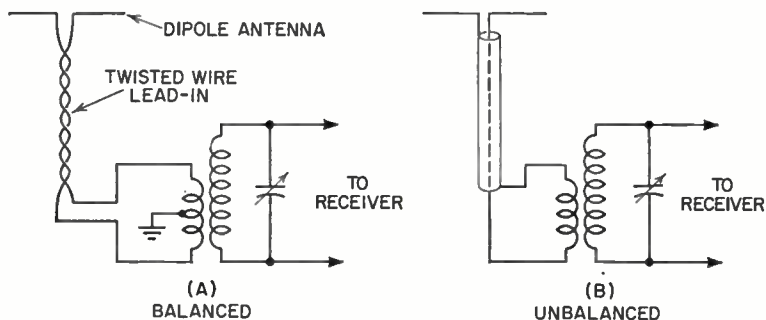 DIPOLE ANTENNA
TWISTED WIRE
LEAD-IN
TO
RECEIVER
(A)
BALANCED
TO
RECEIVER
(B)
UNBALANCED